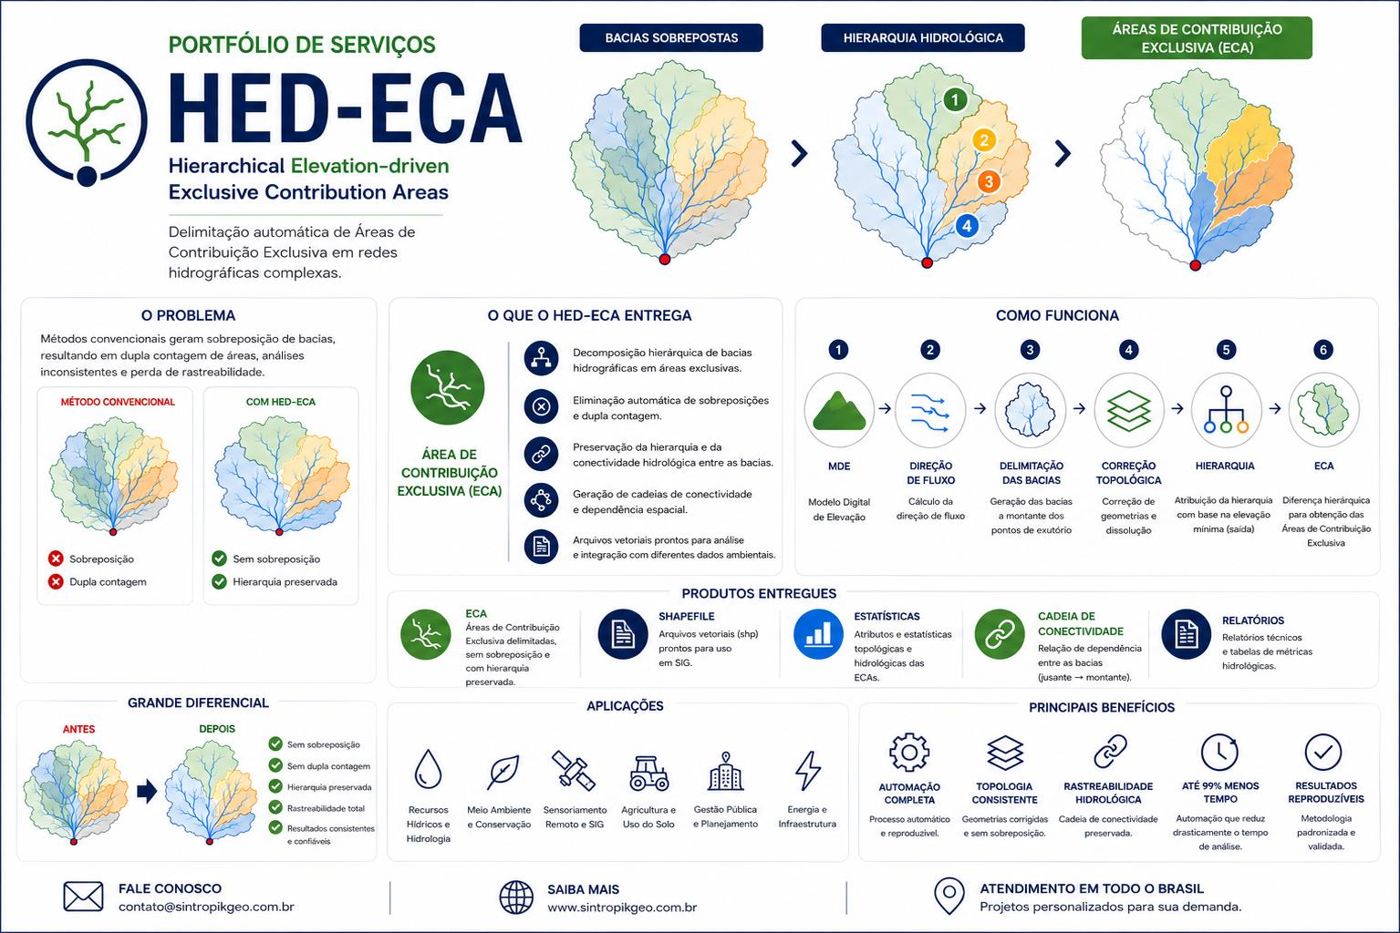 PORTFÓLIO DE SERVIÇOS
HED-ECA
Hierarchical Elevation-driven
Exclusive Contribution Areas
Delimitação automática de Áreas de
Contribuição Exclusiva em redes
hidrográficas complexas.
BACIAS SOBREPOSTAS
HIERARQUIA HIDROLÓGICA
1
2
3
4
ÁREAS DE CONTRIBUIÇÃO
EXCLUSIVA (ECA)
O PROBLEMA
Métodos convencionais geram sobreposição de bacias,
resultando em dupla contagem de áreas, análises
inconsistentes e perda de rastreabilidade.
MÉTODO CONVENCIONAL
Sobreposição
Dupla contagem
COM HED-ECA
Sem sobreposição
Hierarquia preservada
O QUE O HED-ECA ENTREGA
ÁREA DE
CONTRIBUIÇÃO
EXCLUSIVA (ECA)
Decomposição hierárquica de bacias
hidrográficas em áreas exclusivas.
Eliminação automática de sobreposições
e dupla contagem.
Preservação da hierarquia e da
conectividade hidrológica entre as bacias.
Geração de cadeias de conectividade
e dependência espacial.
Arquivos vetoriais prontos para análise
e integração com diferentes dados ambientais.
COMO FUNCIONA
1
MDE
Modelo Digital
de Elevação
2
DIREÇÃO
DE FLUXO
Cálculo da
direção de fluxo
3
DELIMITAÇÃO
DAS BACIAS
Geração das bacias
a montante dos
pontos de exutório
4
CORREÇÃO
TOPOLÓGICA
Correção de
geometrias e
dissolução
5
HIERARQUIA
Atribuição da hierarquia
com base na elevação
mínima (saída)
6
ECA
Diferença hierárquica
para obtenção das
Áreas de Contribuição
Exclusiva
PRODUTOS ENTREGUES
ECA
Áreas de Contribuição
Exclusiva delimitadas,
sem sobreposição e
com hierarquia
preservada.
SHAPEFILE
Arquivos vetoriais (shp)
prontos para uso
em SIG.
ESTATÍSTICAS
Atributos e estatísticas
topológicas e
hidrológicas das
ECAs.
CADEIA DE
CONECTIVIDADE
Relação de dependência
entre as bacias
(jusante → montante).
RELATÓRIOS
Relatórios técnicos
e tabelas de métricas
hidrológicas.
GRANDE DIFERENCIAL
ANTES
DEPOIS
Sem sobreposição
Sem dupla contagem
Hierarquia preservada
Rastreabilidade total
Resultados consistentes
e confiáveis
APLICAÇÕES
Recursos
Hídricos e
Hidrologia
Meio Ambiente
e Conservação
Sensoriamento
Remoto e SIG
Agricultura e
Uso do Solo
Gestão Pública
e Planejamento
Energia e
Infraestrutura
PRINCIPAIS BENEFÍCIOS
AUTOMAÇÃO
COMPLETA
Processo automático
e reproduzível.
TOPOLOGIA
CONSISTENTE
Geometrias corrigidas
e sem sobreposição.
RASTREABILIDADE
HIDROLÓGICA
Cadeia de conectividade
preservada.
ATÉ 99% MENOS
TEMPO
Automação que reduz
drasticamente o tempo
de análise.
RESULTADOS
REPRODUZÍVEIS
Metodologia
padronizada e
validada.
FALE CONOSCO
contato@sintropikgeo.com.br
SAIBA MAIS
www.sintropikgeo.com.br
ATENDIMENTO EM TODO O BRASIL
Projetos personalizados para sua demanda.